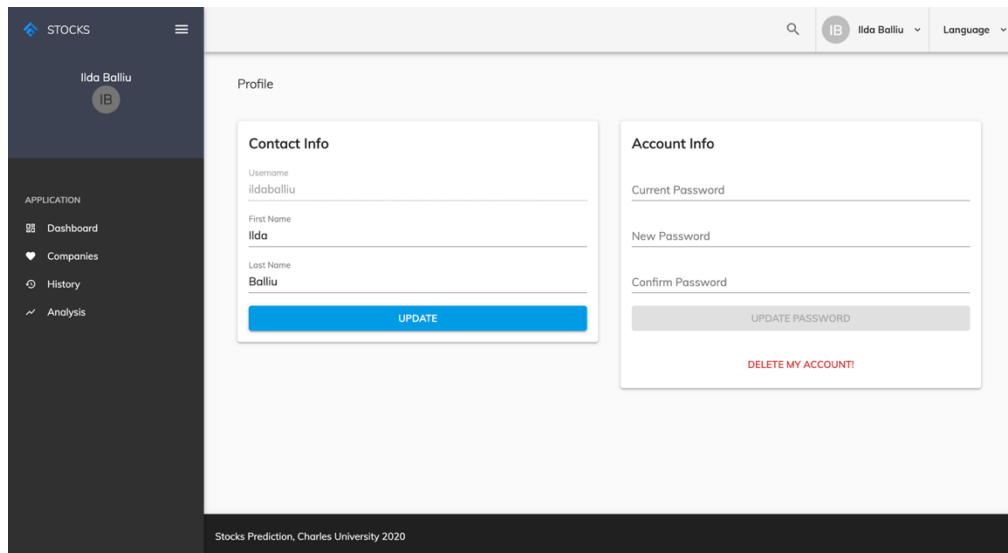 STOCKS
IB Ilda Balliu Language
Ilda Balliu
IB
APPLICATION
Dashboard
Companies
History
Analysis
Profile
Contact Info
Username
ildaballiu
First Name
Ilda
Last Name
Balliu
UPDATE
Account Info
Current Password
New Password
Confirm Password
UPDATE PASSWORD
DELETE MY ACCOUNT!
Stocks Prediction, Charles University 2020